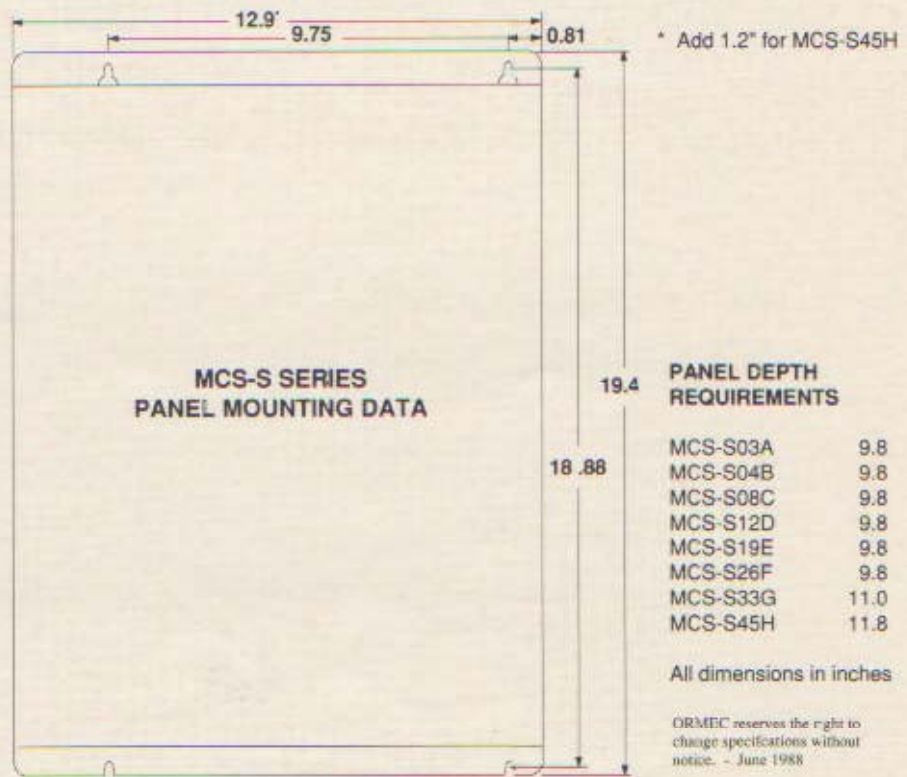 12.9*
9.75
0.81
* Add 1.2" for MCS-S45H
MCS-S SERIES
PANEL MOUNTING DATA
19.4
18.88
PANEL DEPTH
REQUIREMENTS
MCS-S03A 9.8
MCS-S04B 9.8
MCS-S08C 9.8
MCS-S12D 9.8
MCS-S19E 9.8
MCS-S26F 9.8
MCS-S33G 11.0
MCS-S45H 11.8
All dimensions in inches
ORMEC reserves the right to
change specifications without
notice. - June 1988